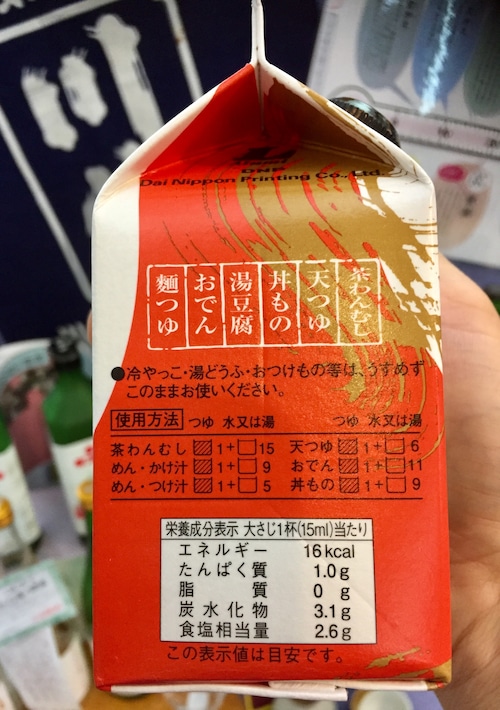 DNP
Dai Nippon Printing Co., Ltd.
茶わんむし
天つゆ
丼もの
湯豆腐
おでん
麺つゆ
●冷やっこ・湯どうふ・おつけもの等は、うすめず
このままお使いください。
使用方法 つゆ 水又は湯 つゆ 水又は湯
茶わんむし 1+15 天つゆ 1+6
めん・かけ汁 1+9 おでん 1+11
めん・つけ汁 1+5 丼もの 1+9
栄養成分表示 大さじ1杯(15ml)当たり
エネルギー 16kcal
たんぱく質 1.0g
脂質 0g
炭水化物 3.1g
食塩相当量 2.6g
この表示値は目安です。